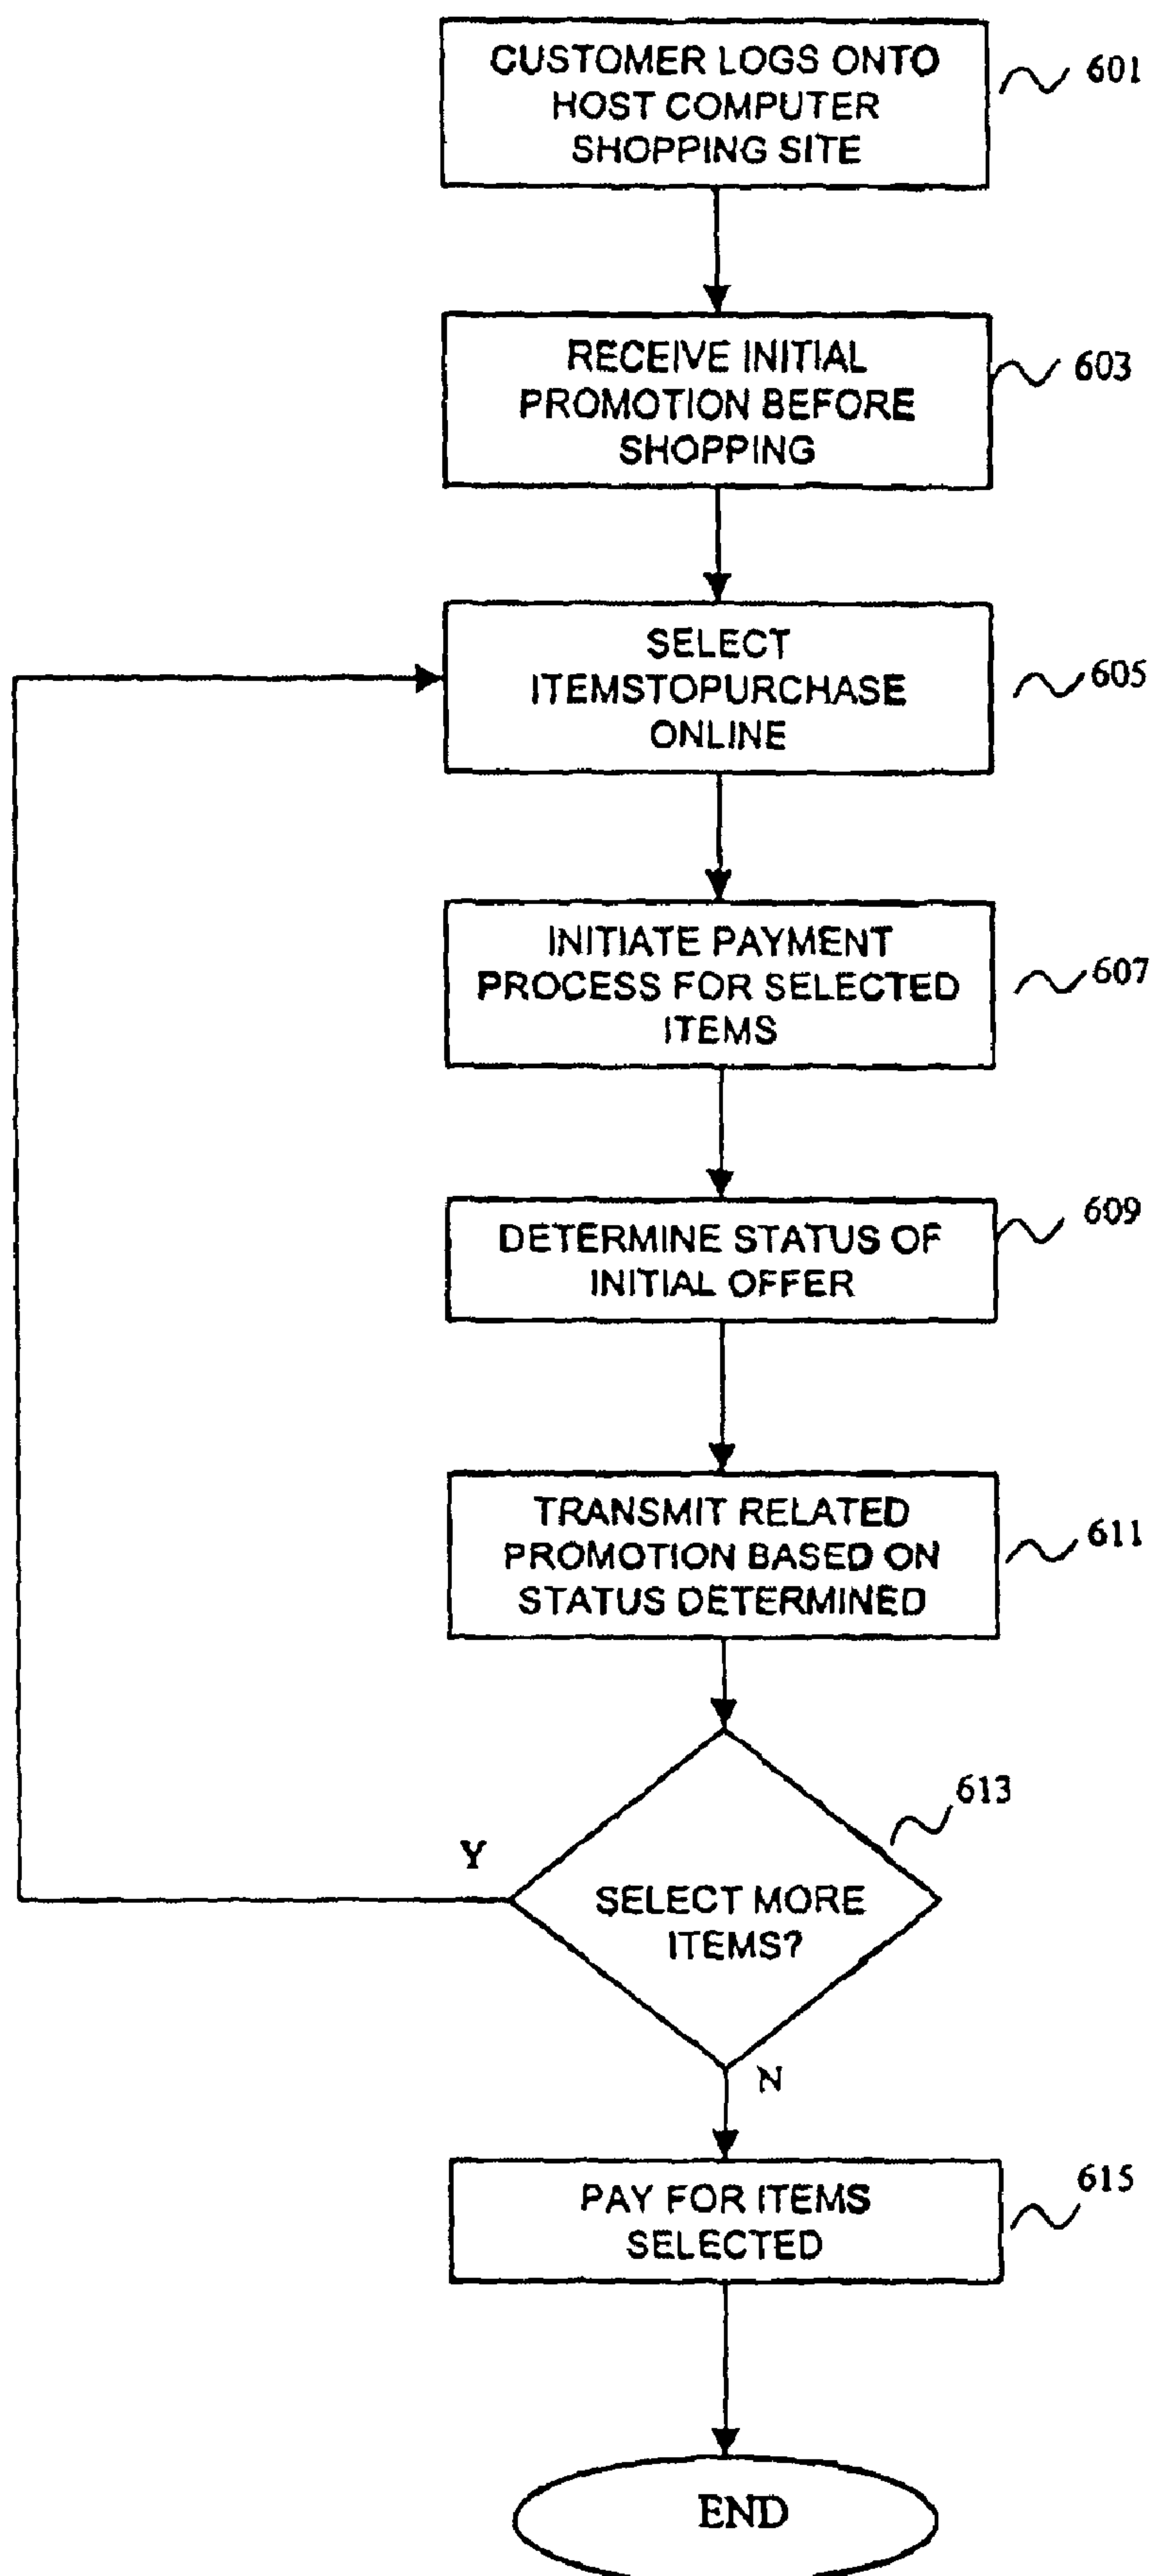 CUSTOMER LOGS ONTO
HOST COMPUTER
SHOPPING SITE
601
RECEIVE INITIAL
PROMOTION BEFORE
SHOPPING
603
SELECT
ITEMSTOPURCHASE
ONLINE
605
INITIATE PAYMENT
PROCESS FOR SELECTED
ITEMS
607
DETERMINE STATUS OF
INITIAL OFFER
609
TRANSMIT RELATED
PROMOTION BASED ON
STATUS DETERMINED
611
613
Y
SELECT MORE
ITEMS?
N
PAY FOR ITEMS
SELECTED
615
END